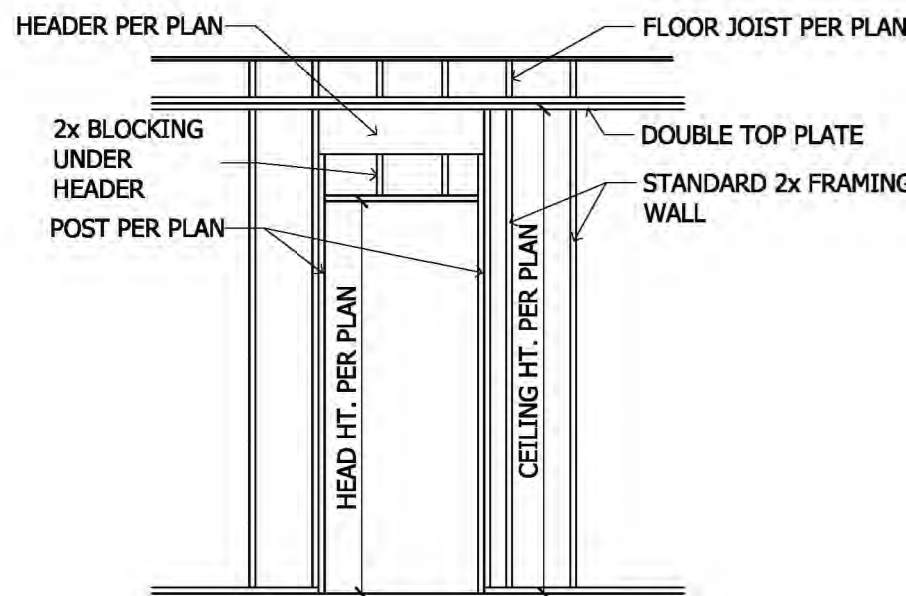 HEADER PER PLAN
FLOOR JOIST PER PLAN
2x BLOCKING
UNDER
HEADER
DOUBLE TOP PLATE
STANDARD 2x FRAMING
WALL
POST PER PLAN
HEAD HT. PER PLAN
CEILING HT. PER PLAN